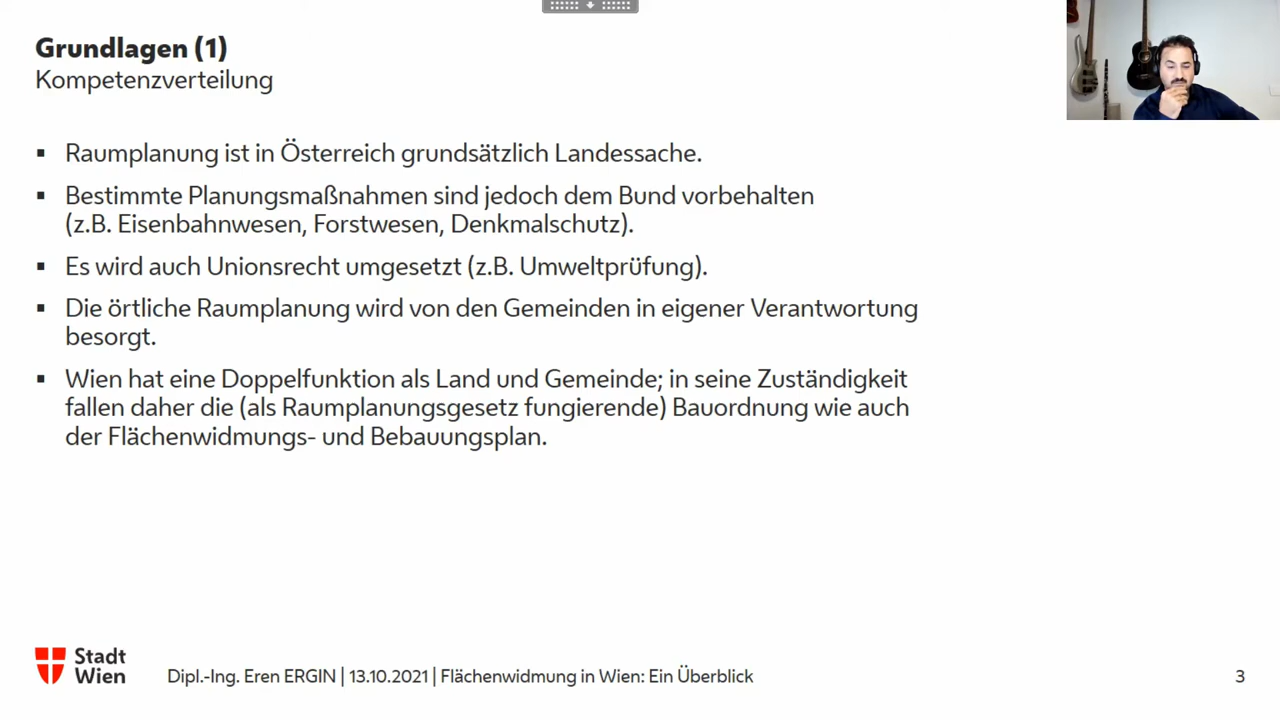 Grundlagen (1)
Kompetenzverteilung
▪ Raumplanung ist in Österreich grundsätzlich Landessache.
▪ Bestimmte Planungsmaßnahmen sind jedoch dem Bund vorbehalten
(z.B. Eisenbahnwesen, Forstwesen, Denkmalschutz).
▪ Es wird auch Unionsrecht umgesetzt (z.B. Umweltprüfung).
▪ Die örtliche Raumplanung wird von den Gemeinden in eigener Verantwortung
besorgt.
▪ Wien hat eine Doppelfunktion als Land und Gemeinde; in seine Zuständigkeit
fallen daher die (als Raumplanungsgesetz fungierende) Bauordnung wie auch
der Flächenwidmungs- und Bebauungsplan.
Stadt
Wien
Dipl.-Ing. Eren ERGIN | 13.10.2021 | Flächenwidmung in Wien: Ein Überblick
3